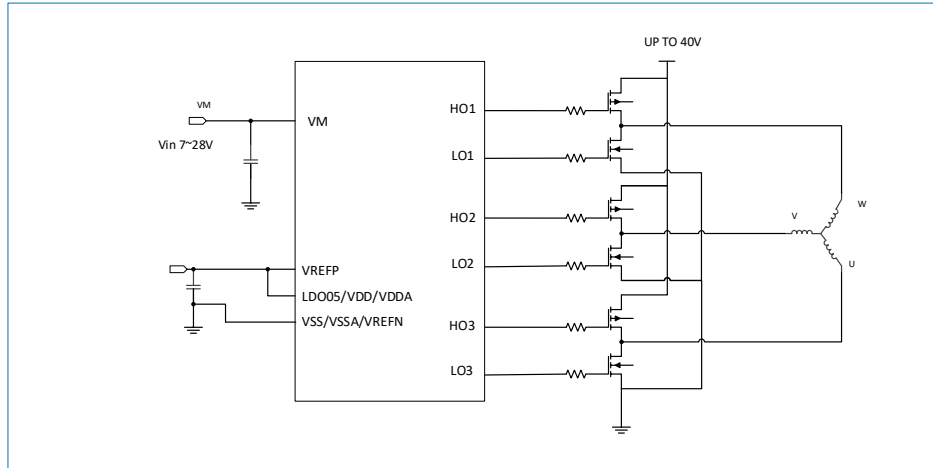 UP TO 40V
VM
Vin 7~28V
VM
HO1
LO1
HO2
LO2
HO3
LO3
VREFP
LDO05/VDD/VDDA
VSS/VSSA/VREFN
V
W
U